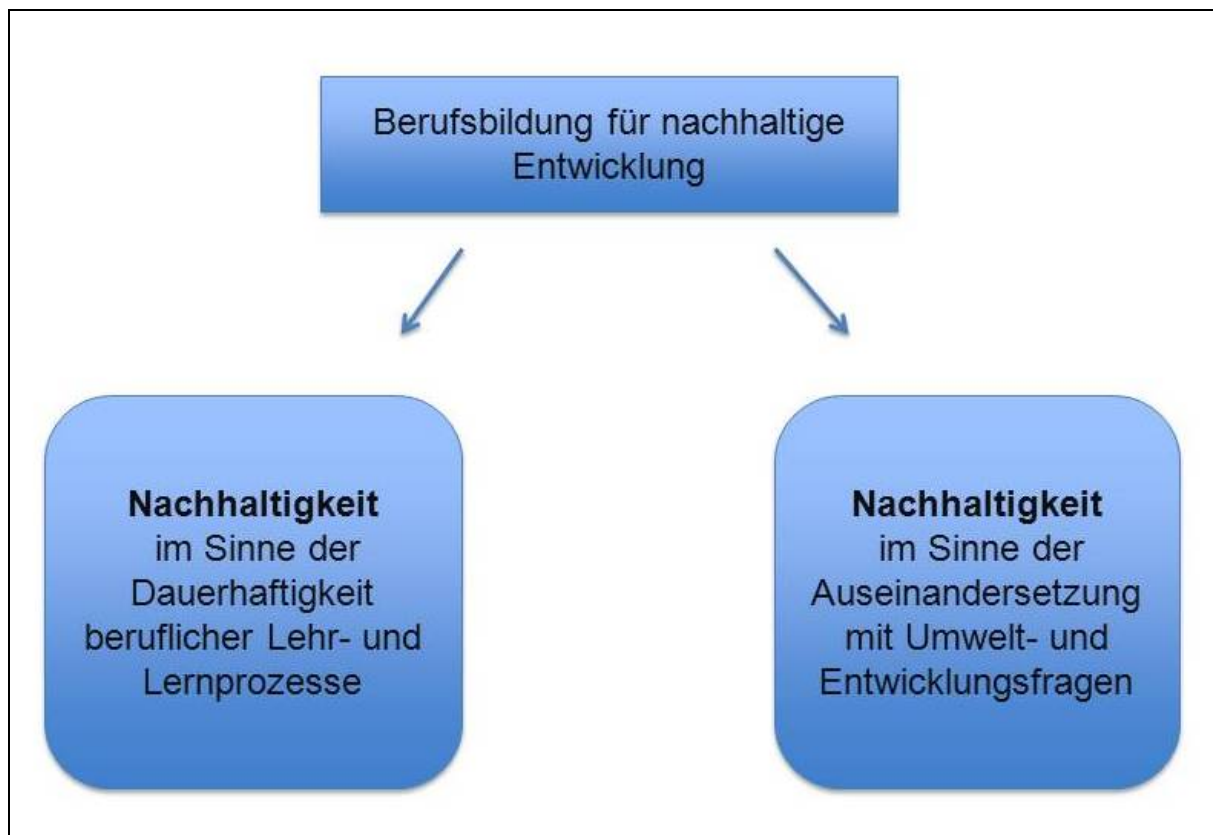 Berufsbildung für nachhaltige
Entwicklung
Nachhaltigkeit
im Sinne der
Dauerhaftigkeit
beruflicher Lehr- und
Lernprozesse
Nachhaltigkeit
im Sinne der
Auseinandersetzung
mit Umwelt- und
Entwicklungsfragen